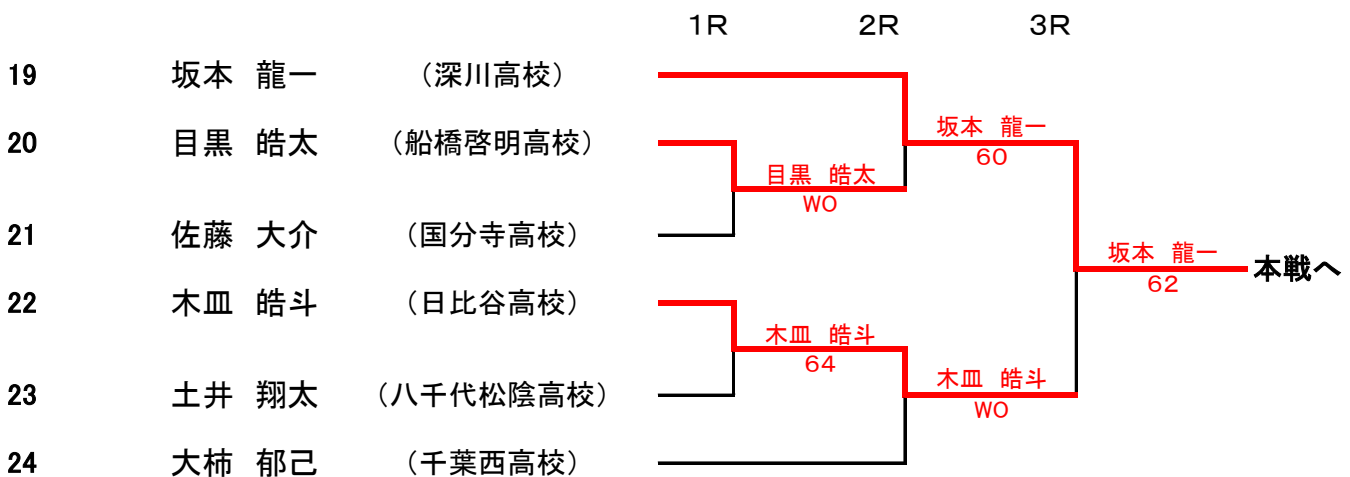 1R 2R 3R
19 坂本 龍一 （深川高校）
坂本 龍一
20 目黒 皓太 （船橋啓明高校）
60
目黒 皓太
WO
21 佐藤 大介 （国分寺高校）
坂本 龍一 本戦へ
62
22 木皿 皓斗 （日比谷高校）
木皿 皓斗
64
木皿 皓斗
23 土井 翔太 （八千代松陰高校）
WO
24 大柿 郁己 （千葉西高校）